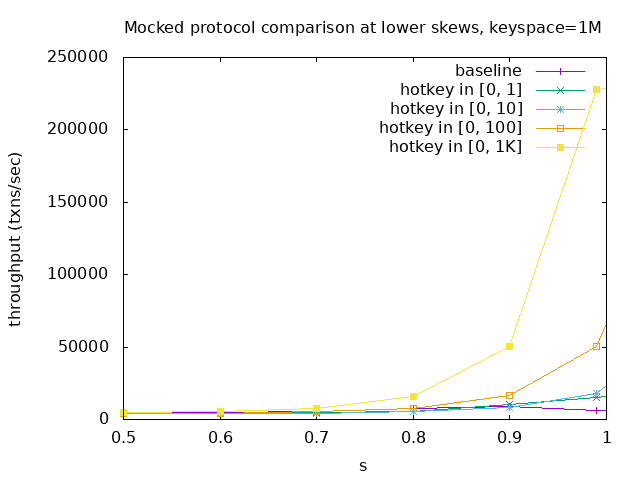 Mocked protocol comparison at lower skews, keyspace=1M
250000
200000
150000
100000
50000
0
throughput (txns/sec)
baseline
hotkey in [0, 1]
hotkey in [0, 10]
hotkey in [0, 100]
hotkey in [0, 1K]
0.5 0.6 0.7 0.8 0.9 1
s